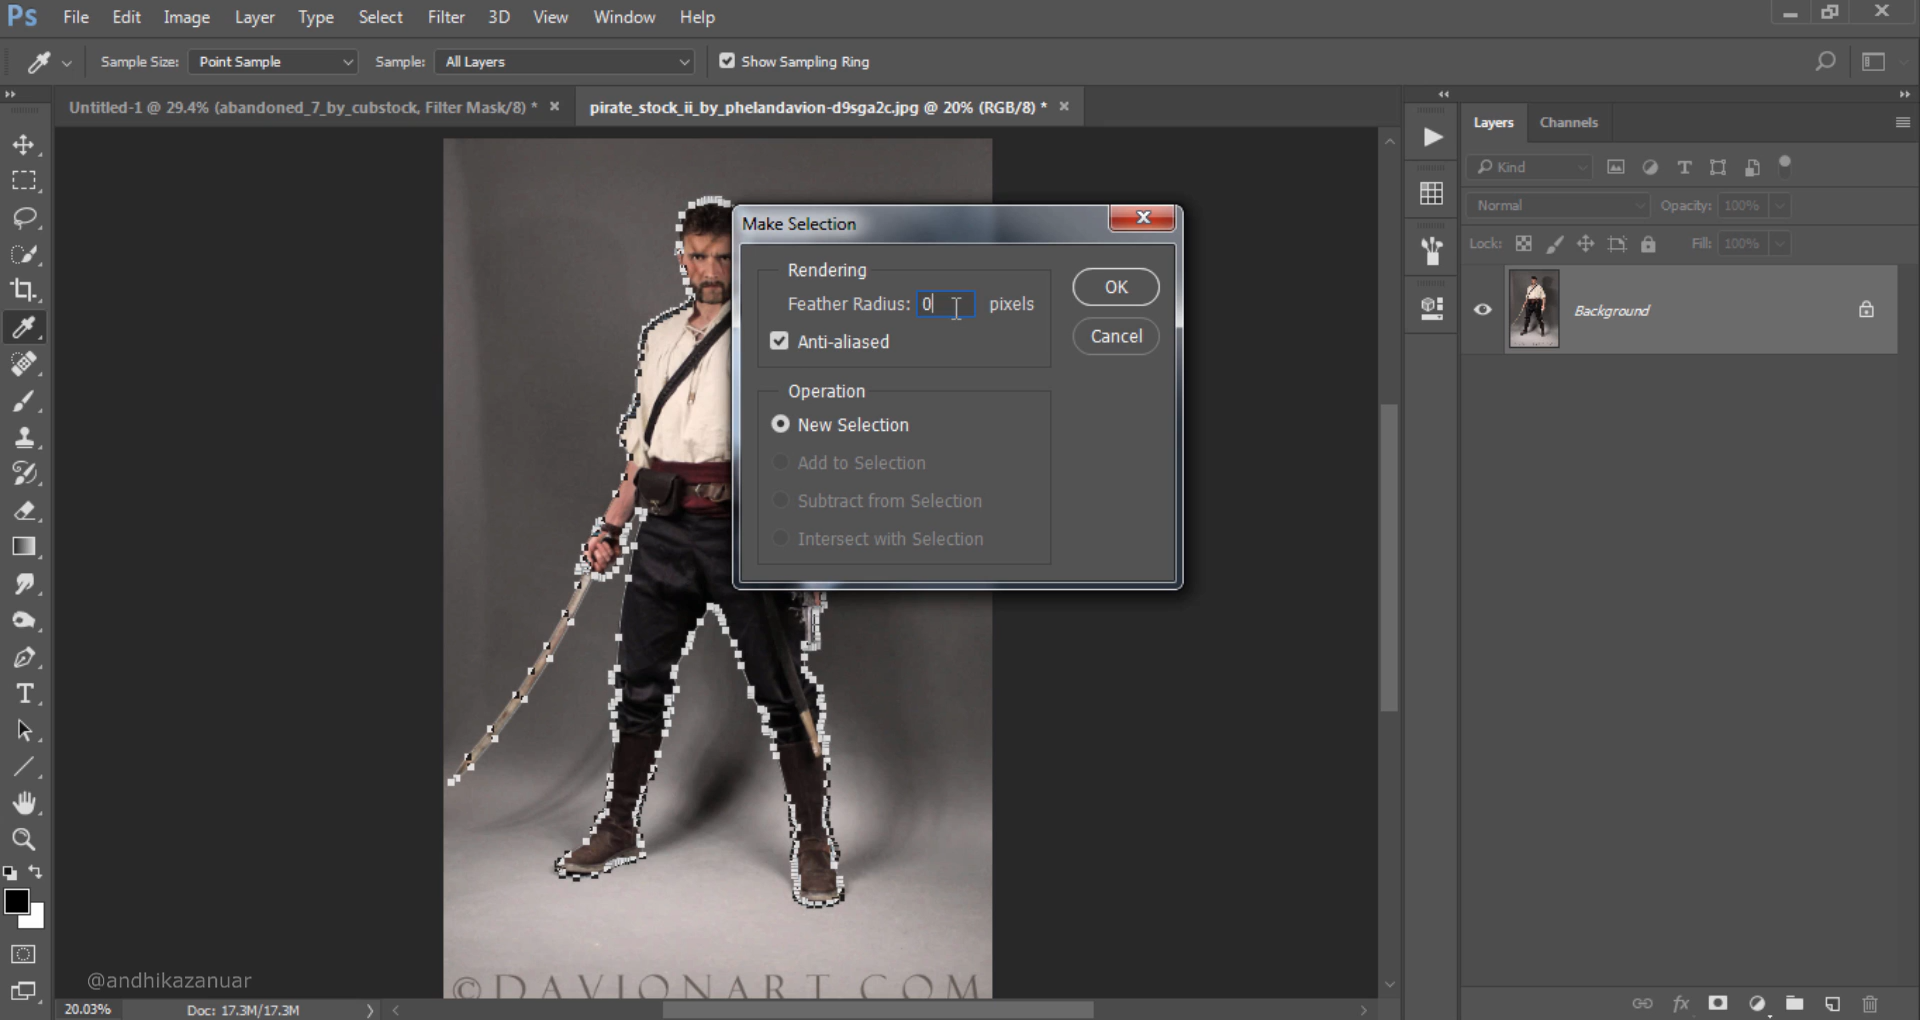 Ps File Edit Image Layer Type Select Filter 3D View Window Help
Sample Size: Point Sample Sample: All Layers Show Sampling Ring
Untitled-1 @ 29.4% (abandoned_7_by_cubstock, Filter Mask/8) * pirate_stock_ii_by_phelandavion-d9sga2c.jpg @ 20% (RGB/8) *
Layers Channels
Kind
Normal Opacity: 100%
Lock: Fill: 100%
Background
Make Selection
Rendering
Feather Radius: 0 pixels
Anti-aliased
OK
Cancel
Operation
New Selection
Add to Selection
Subtract from Selection
Intersect with Selection
©DAVIONART.COM
@andhikazanuar
20.03% Doc: 17.3M/17.3M
fx